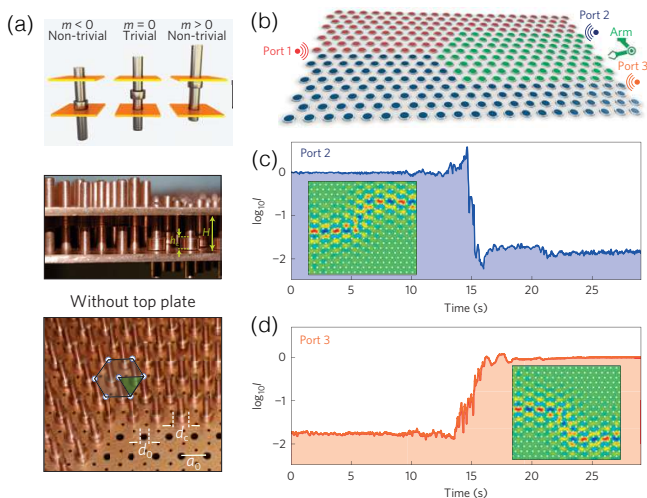 (a)
m < 0
Non-trivial
m = 0
Trivial
m > 0
Non-trivial
h
H
Without top plate
d₀
d_c
a₀
(b)
Port 1
Port 2
Arm
Port 3
(c)
Port 2
log₁₀I
0
−1
−2
0
5
10
15
20
25
Time (s)
(d)
Port 3
log₁₀I
0
−1
−2
0
5
10
15
20
25
Time (s)